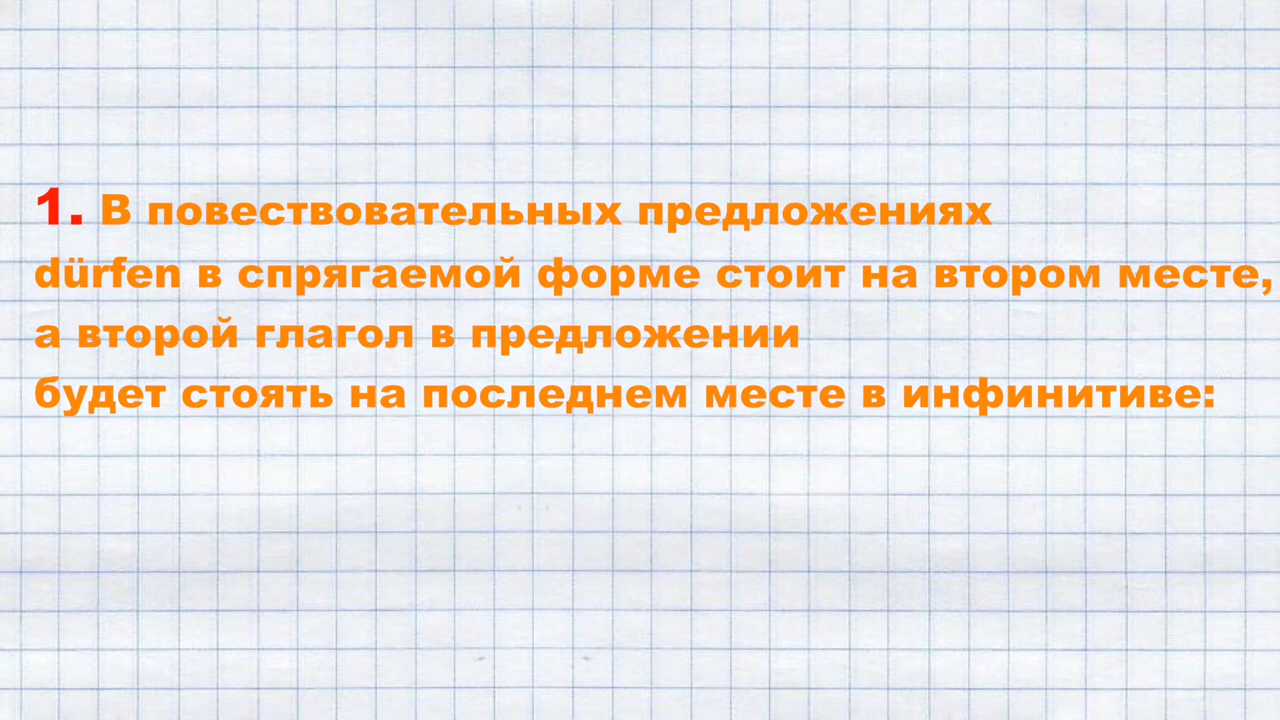 1. В повествовательных предложениях
dürfen в спрягаемой форме стоит на втором месте,
а второй глагол в предложении
будет стоять на последнем месте в инфинитиве: